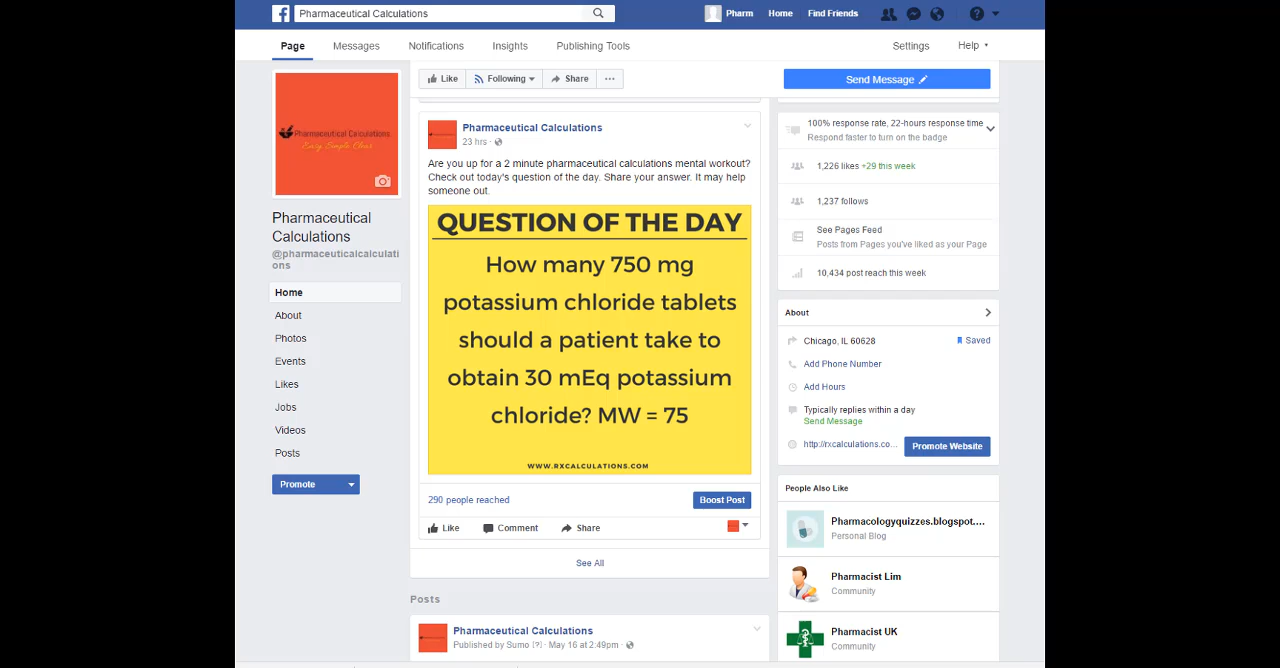 Pharmaceutical Calculations
Pharm
Home
Find Friends
Page
Messages
Notifications
Insights
Publishing Tools
Settings
Help
Pharmaceutical Calculations
Easy Simple Clear
Pharmaceutical
Calculations
@pharmaceuticalcalculati
ons
Home
About
Photos
Events
Likes
Jobs
Videos
Posts
Promote
Like
Following
Share
Send Message
Pharmaceutical Calculations
23 hrs ·
Are you up for a 2 minute pharmaceutical calculations mental workout?
Check out today's question of the day. Share your answer. It may help
someone out.
QUESTION OF THE DAY
How many 750 mg
potassium chloride tablets
should a patient take to
obtain 30 mEq potassium
chloride? MW = 75
WWW.RXCALCULATIONS.COM
290 people reached
Boost Post
Like
Comment
Share
See All
Posts
Pharmaceutical Calculations
Published by Sumo [?] · May 16 at 2:49pm ·
100% response rate, 22-hours response time
Respond faster to turn on the badge
1,226 likes +29 this week
1,237 follows
See Pages Feed
Posts from Pages you've liked as your Page
10,434 post reach this week
About
Chicago, IL 60628
Saved
Add Phone Number
Add Hours
Typically replies within a day
Send Message
http://rxcalculations.co...
Promote Website
People Also Like
Pharmacologyquizzes.blogspot....
Personal Blog
Pharmacist Lim
Community
Pharmacist UK
Community